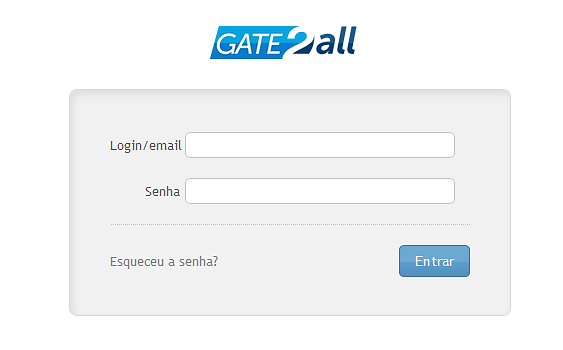 GATE2all
Login/email
Senha
Esqueceu a senha?
Entrar